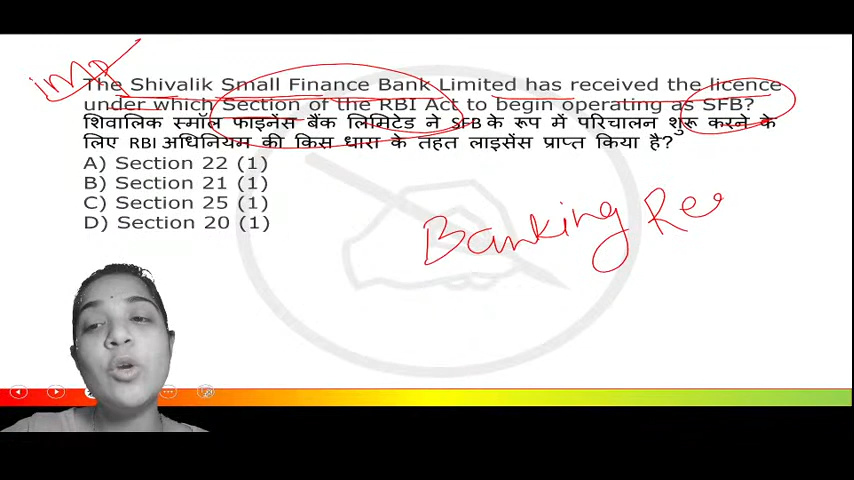 imp
The Shivalik Small Finance Bank Limited has received the licence
under which Section of the RBI Act to begin operating as SFB?
शिवालिक स्मॉल फाइनेंस बैंक लिमिटेड ने SFB के रूप में परिचालन शुरू करने के
लिए RBI अधिनियम की किस धारा के तहत लाइसेंस प्राप्त किया है?
A) Section 22 (1)
B) Section 21 (1)
C) Section 25 (1)
D) Section 20 (1)
Banking Re